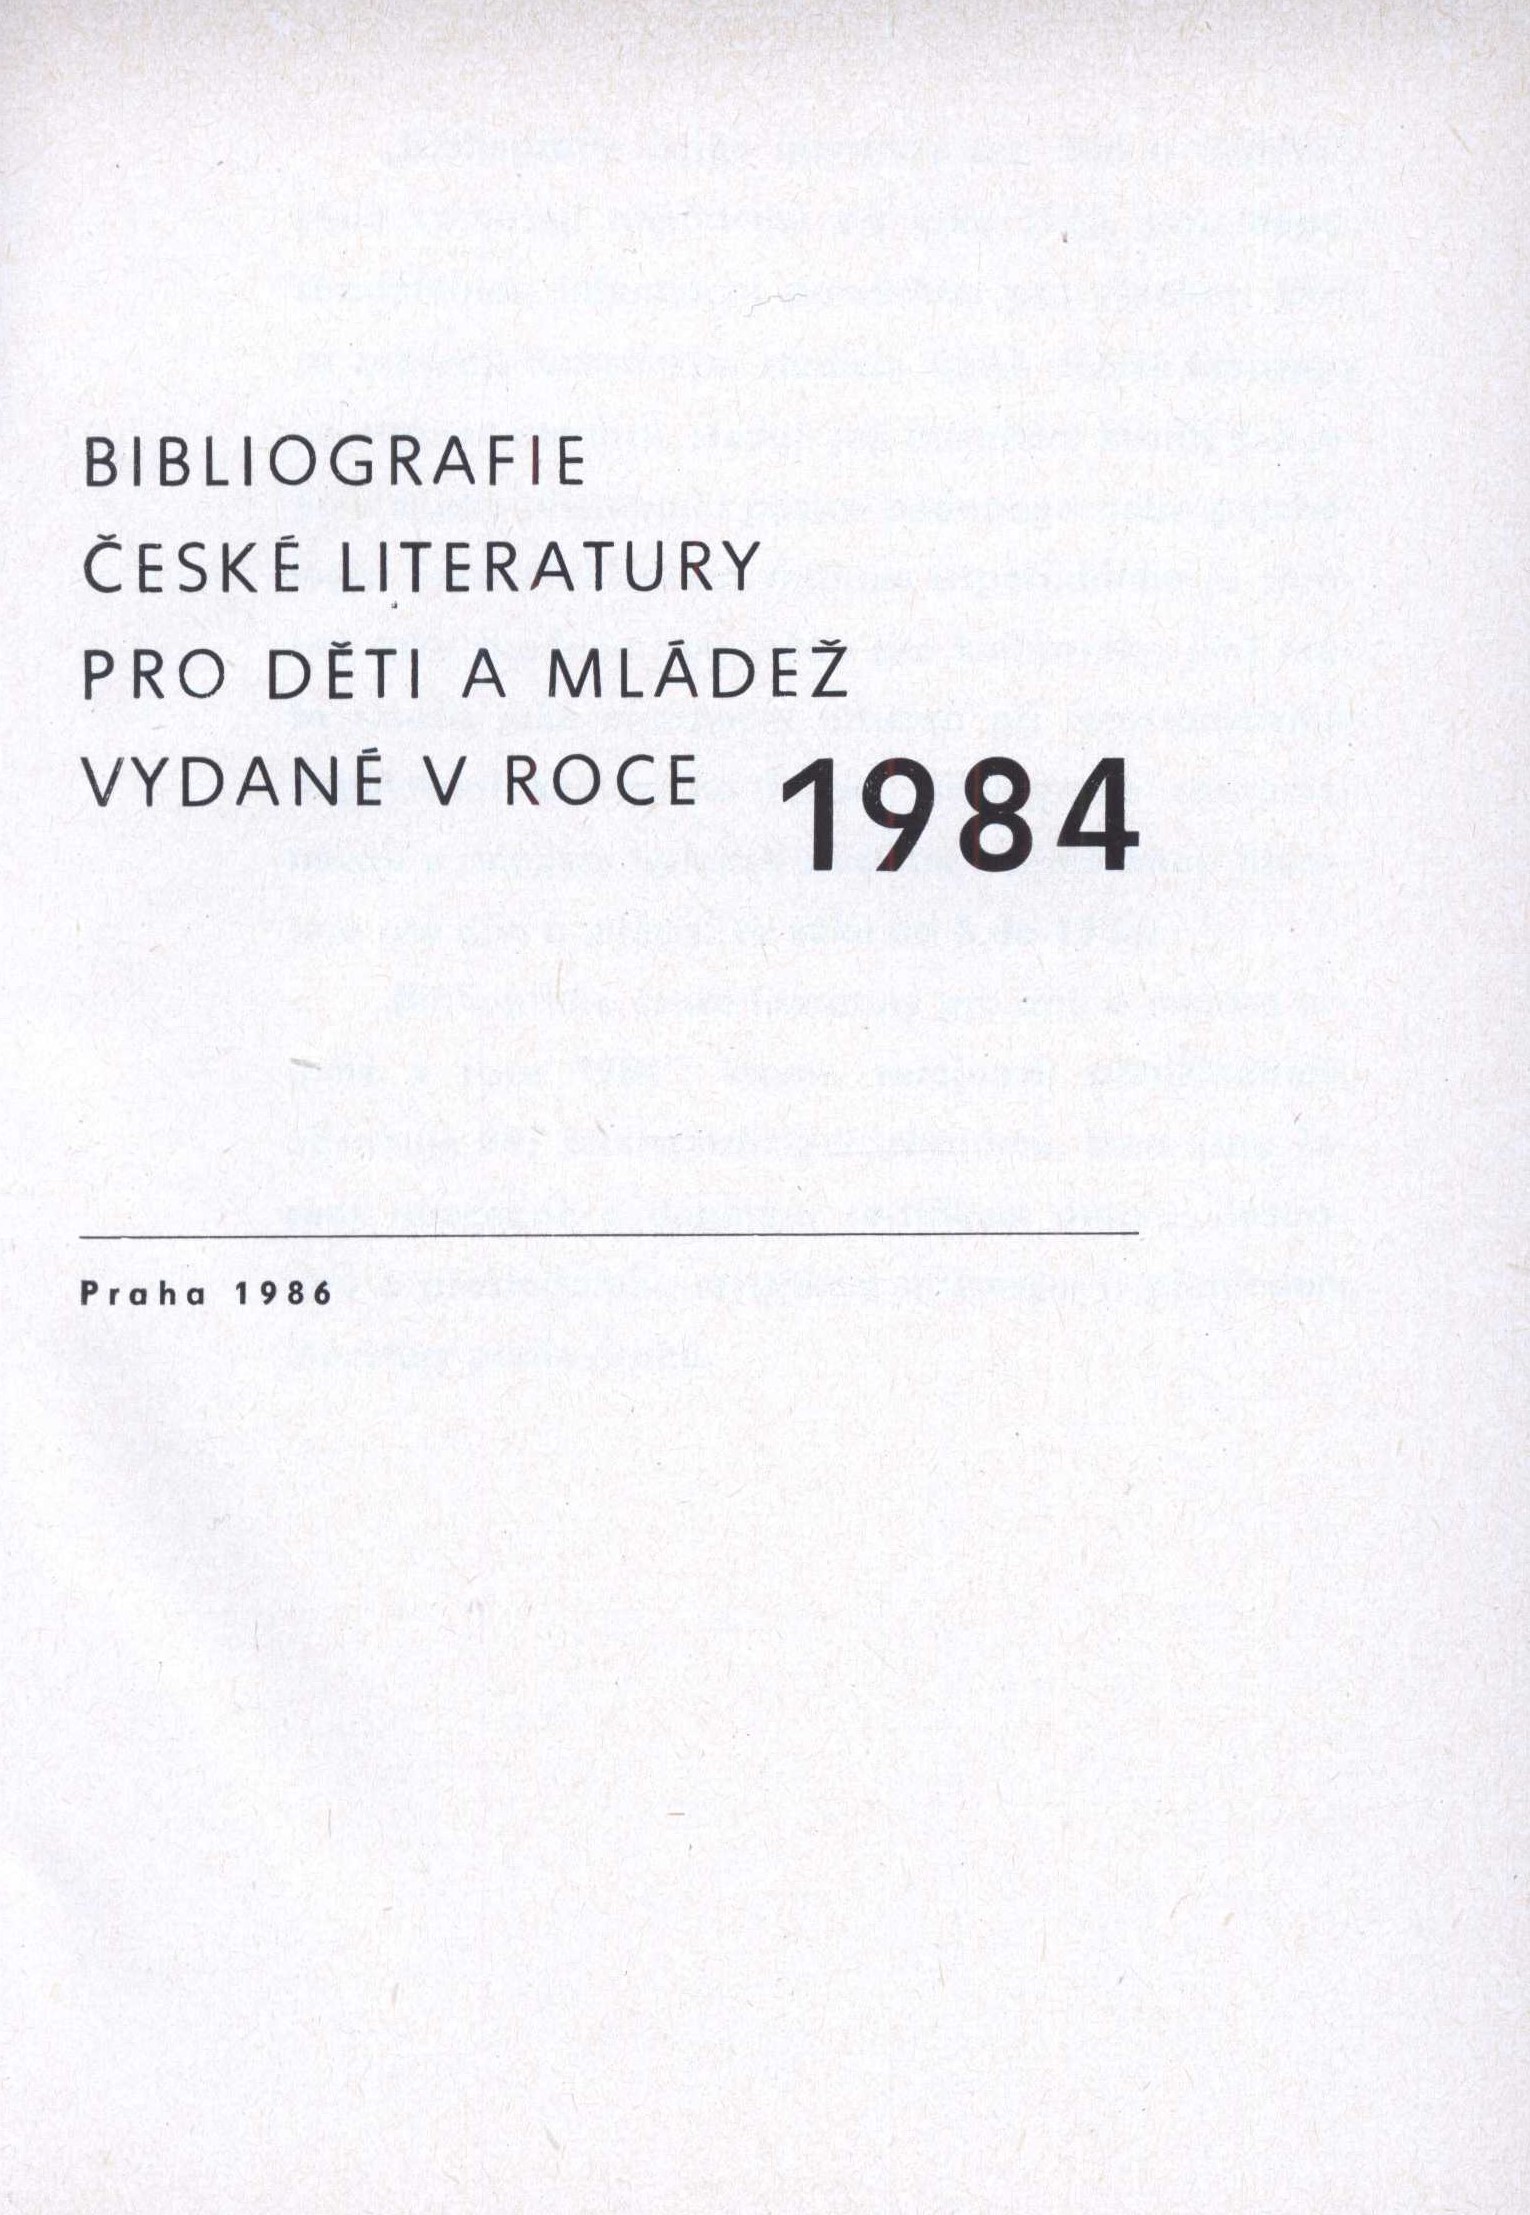 BIBLIOGRAFIE
ČESKÉ LITERATURY
PRO DĚTI A MLÁDEŽ
VYDANÉ V ROCE 1984
Praha 1986